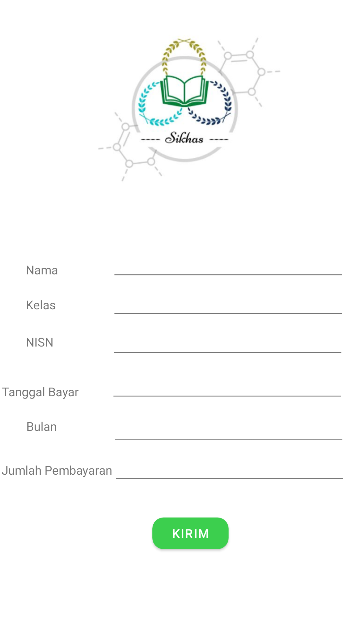 Sikhas
Nama
Kelas
NISN
Tanggal Bayar
Bulan
Jumlah Pembayaran
KIRIM